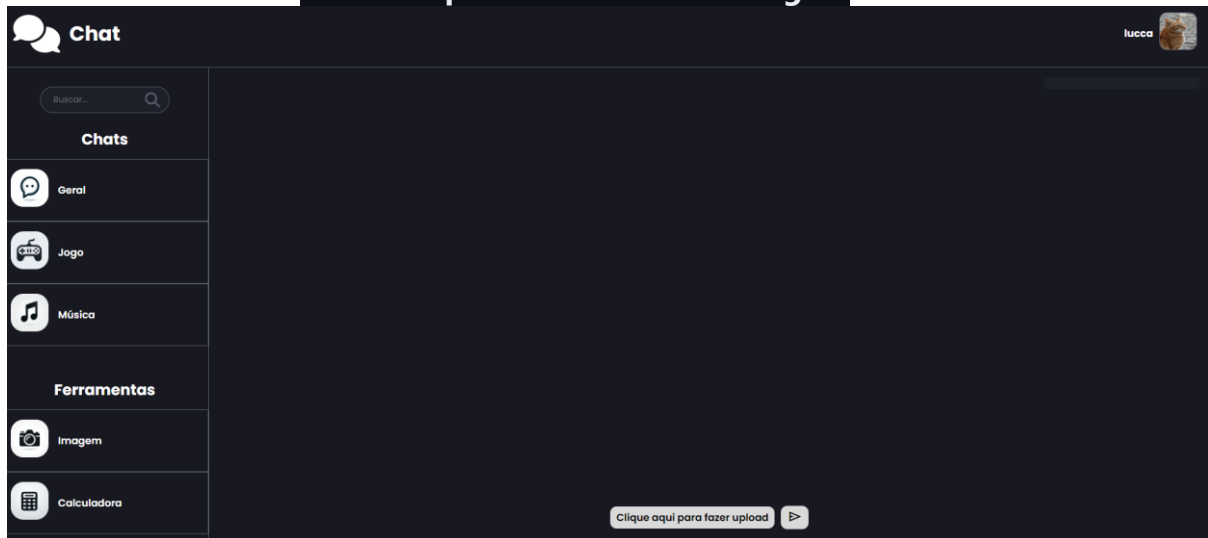 Chat
lucca
Buscar...
Chats
Geral
Jogo
Música
Ferramentas
Imagem
Calculadora
Clique aqui para fazer upload